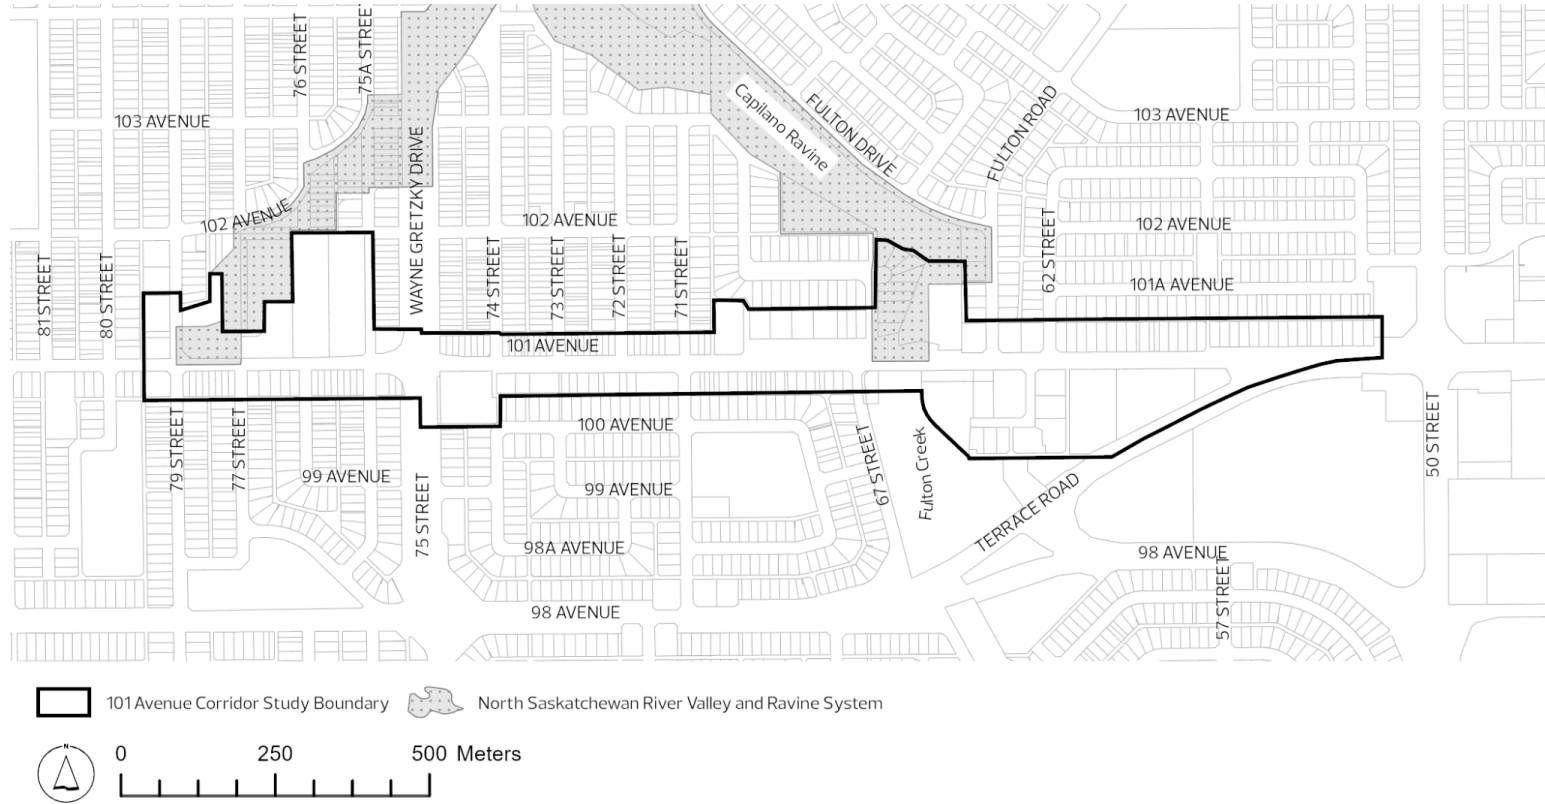 76 STREET
75A STREET
103 AVENUE
WAYNE GRETZKY DRIVE
Capilano Ravine
FULTON DRIVE
FULTON ROAD
103 AVENUE
102 AVENUE
102 AVENUE
62 STREET
102 AVENUE
81 STREET
80 STREET
74 STREET
73 STREET
72 STREET
71 STREET
101A AVENUE
101 AVENUE
79 STREET
77 STREET
99 AVENUE
75 STREET
100 AVENUE
99 AVENUE
98A AVENUE
98 AVENUE
67 STREET
Fulton Creek
TERRACE ROAD
98 AVENUE
57 STREET
50 STREET
101 Avenue Corridor Study Boundary
North Saskatchewan River Valley and Ravine System
N
0 250 500 Meters